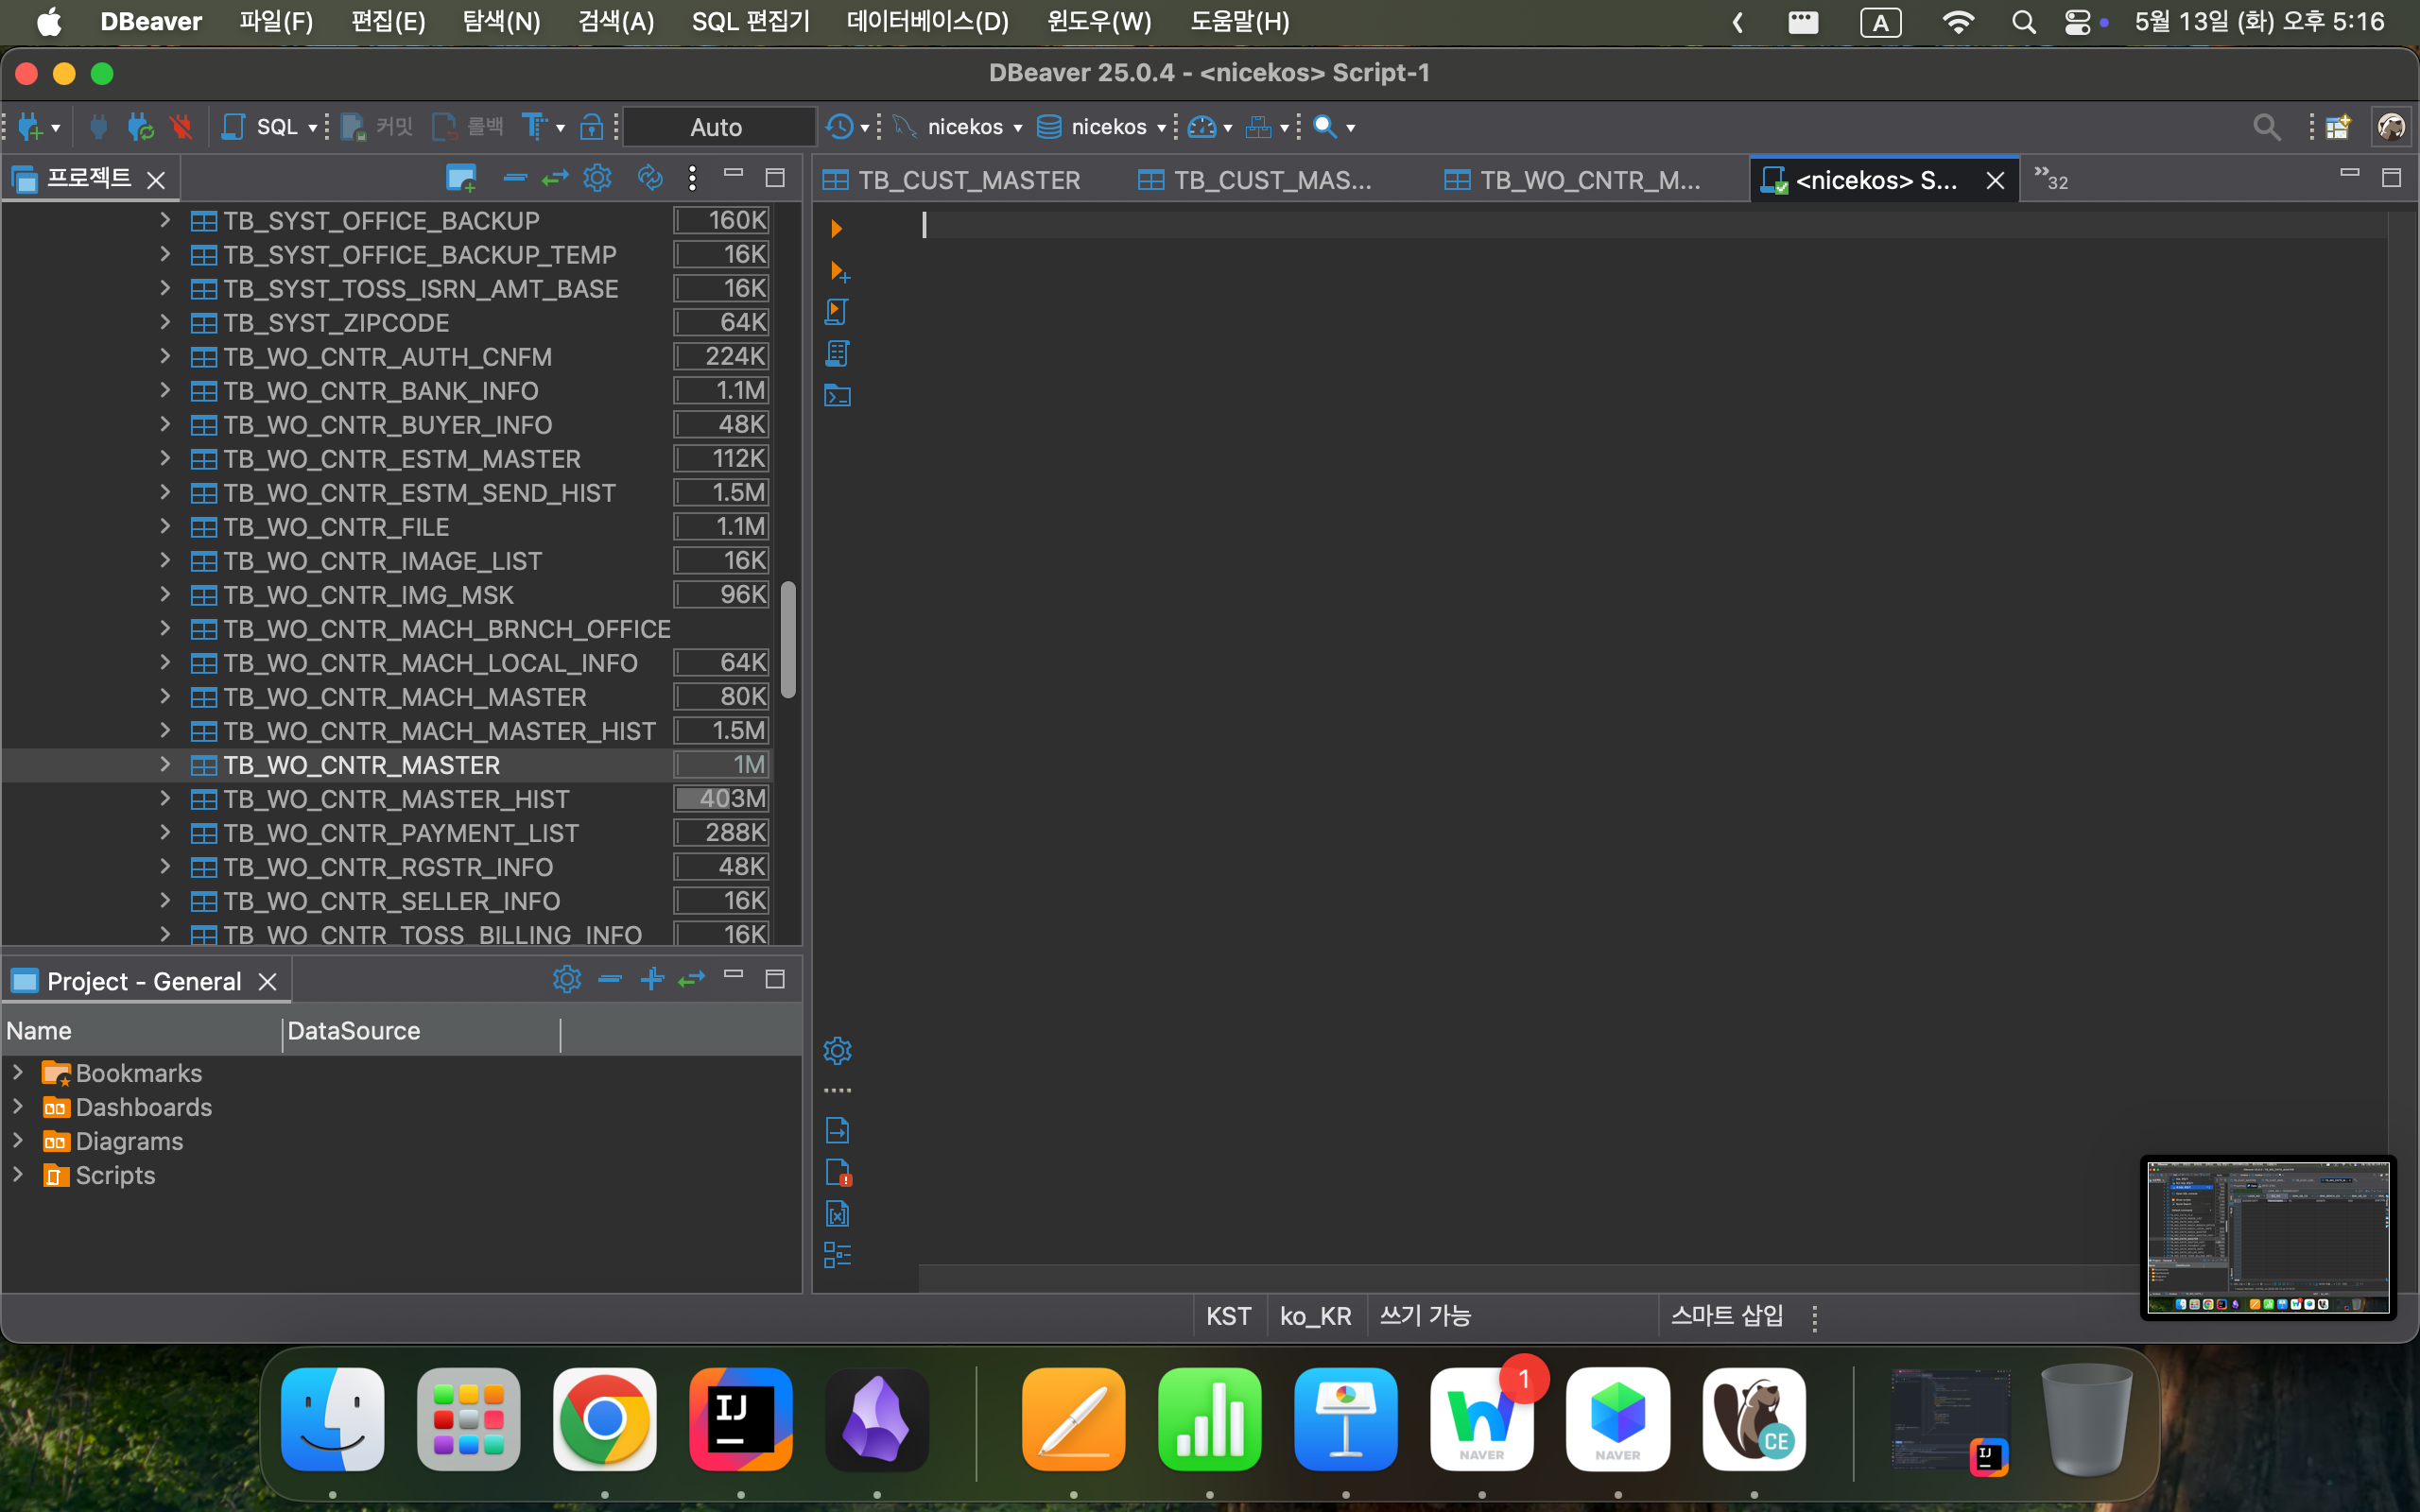 DBeaver 파일(F) 편집(E) 탐색(N) 검색(A) SQL 편집기 데이터베이스(D) 윈도우(W) 도움말(H) A 5월 13일 (화) 오후 5:16
DBeaver 25.0.4 - <nicekos> Script-1
SQL 커밋 롤백 Auto nicekos nicekos
프로젝트
TB_CUST_MASTER TB_CUST_MAS... TB_WO_CNTR_M... <nicekos> S... »32
TB_SYST_OFFICE_BACKUP 160K
TB_SYST_OFFICE_BACKUP_TEMP 16K
TB_SYST_TOSS_ISRN_AMT_BASE 16K
TB_SYST_ZIPCODE 64K
TB_WO_CNTR_AUTH_CNFM 224K
TB_WO_CNTR_BANK_INFO 1.1M
TB_WO_CNTR_BUYER_INFO 48K
TB_WO_CNTR_ESTM_MASTER 112K
TB_WO_CNTR_ESTM_SEND_HIST 1.5M
TB_WO_CNTR_FILE 1.1M
TB_WO_CNTR_IMAGE_LIST 16K
TB_WO_CNTR_IMG_MSK 96K
TB_WO_CNTR_MACH_BRNCH_OFFICE
TB_WO_CNTR_MACH_LOCAL_INFO 64K
TB_WO_CNTR_MACH_MASTER 80K
TB_WO_CNTR_MACH_MASTER_HIST 1.5M
TB_WO_CNTR_MASTER 1M
TB_WO_CNTR_MASTER_HIST 403M
TB_WO_CNTR_PAYMENT_LIST 288K
TB_WO_CNTR_RGSTR_INFO 48K
TB_WO_CNTR_SELLER_INFO 16K
TB_WO_CNTR_TOSS_BILLING_INFO 16K
Project - General
Name DataSource
Bookmarks
Dashboards
Diagrams
Scripts
KST ko_KR 쓰기 가능 스마트 삽입
IJ 1 NAVER NAVER CE IJ